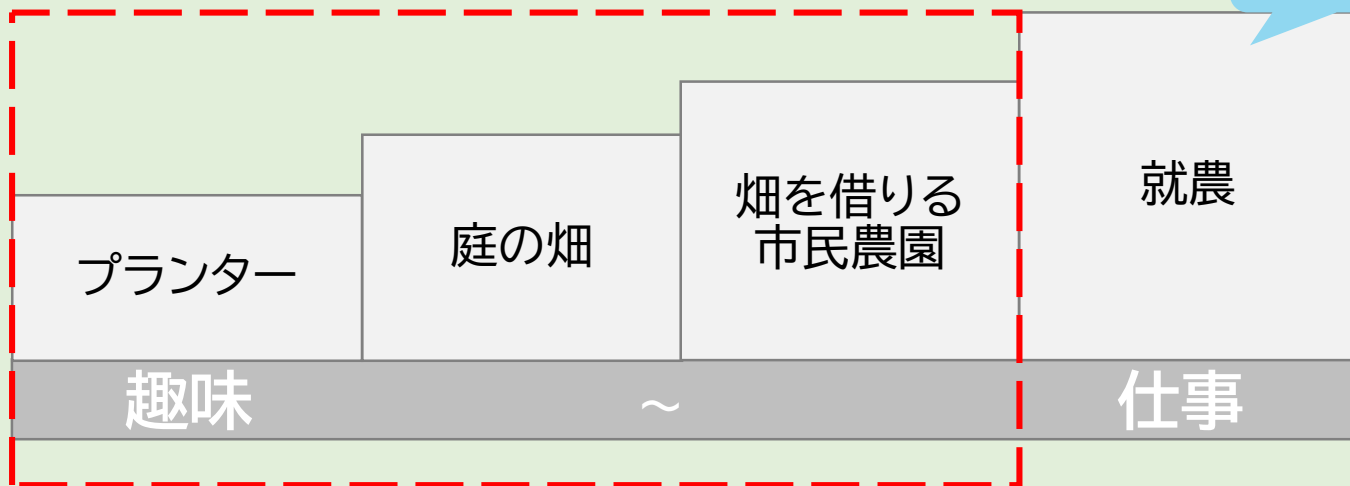 プランター
庭の畑
畑を借りる
市民農園
就農
趣味
～
仕事